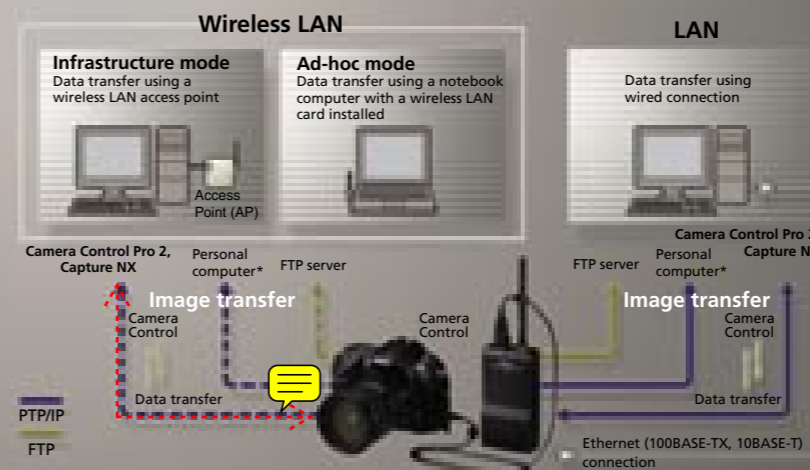 Wireless LAN
LAN
Infrastructure mode
Data transfer using a
wireless LAN access point
Ad-hoc mode
Data transfer using a notebook
computer with a wireless LAN
card installed
Data transfer using
wired connection
Access
Point (AP)
Camera Control Pro 2,
Capture NX
Personal
computer*
FTP server
FTP server
Personal
computer*
Camera Control Pro 2
Capture N
Image transfer
Image transfer
Camera
Control
Camera
Control
Camera
Control
Data transfer
Data transfer
PTP/IP
FTP
Ethernet (100BASE-TX, 10BASE-T)
connection